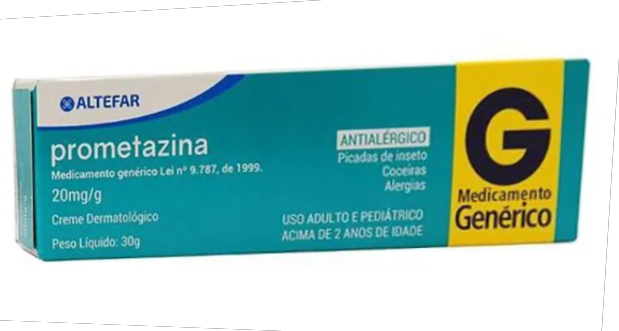 ALTEFAR
prometazina
Medicamento genérico Lei nº 9.787, de 1999.
20mg/g
Creme Dermatológico
Peso Líquido: 30g
ANTIALÉRGICO
Picadas de inseto
Coceiras
Alergias
USO ADULTO E PEDIÁTRICO
ACIMA DE 2 ANOS DE IDADE
G
Medicamento
Genérico